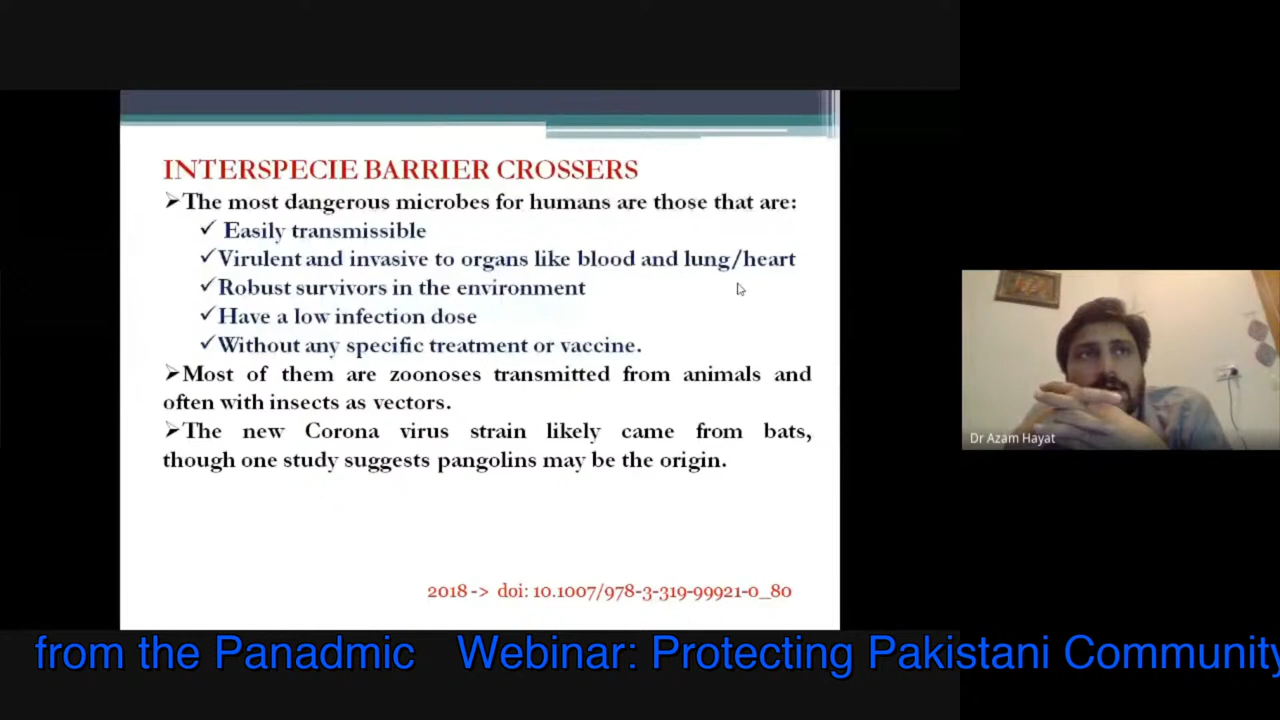 INTERSPECIE BARRIER CROSSERS
➢The most dangerous microbes for humans are those that are:
✓ Easily transmissible
✓Virulent and invasive to organs like blood and lung/heart
✓Robust survivors in the environment
✓Have a low infection dose
✓Without any specific treatment or vaccine.
➢Most of them are zoonoses transmitted from animals and
often with insects as vectors.
➢The new Corona virus strain likely came from bats,
though one study suggests pangolins may be the origin.
Dr Azam Hayat
2018 -> doi: 10.1007/978-3-319-99921-0_80
from the Panadmic Webinar: Protecting Pakistani Community